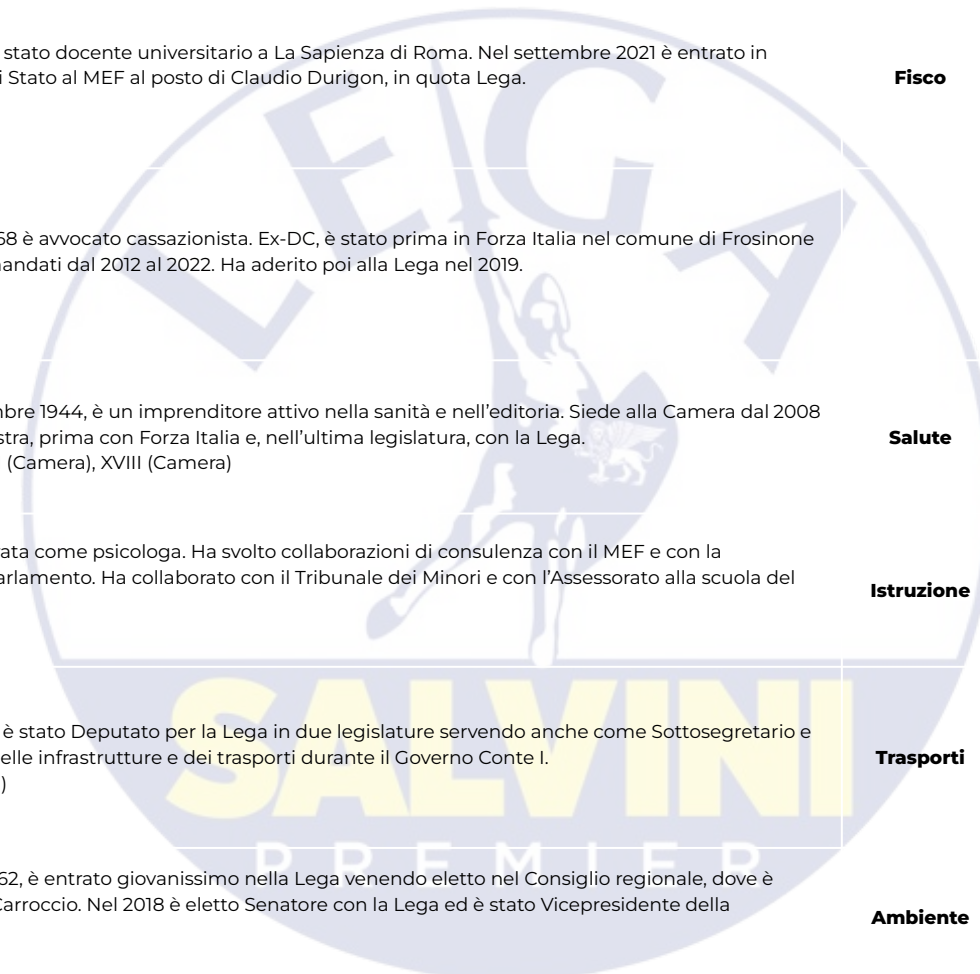 stato docente universitario a La Sapienza di Roma. Nel settembre 2021 è entrato in
i Stato al MEF al posto di Claudio Durigon, in quota Lega.
Fisco
68 è avvocato cassazionista. Ex-DC, è stato prima in Forza Italia nel comune di Frosinone
mandati dal 2012 al 2022. Ha aderito poi alla Lega nel 2019.
mbre 1944, è un imprenditore attivo nella sanità e nell'editoria. Siede alla Camera dal 2008
stra, prima con Forza Italia e, nell'ultima legislatura, con la Lega.
(Camera), XVIII (Camera)
Salute
rata come psicologa. Ha svolto collaborazioni di consulenza con il MEF e con la
arlamento. Ha collaborato con il Tribunale dei Minori e con l'Assessorato alla scuola del
Istruzione
è stato Deputato per la Lega in due legislature servendo anche come Sottosegretario e
elle infrastrutture e dei trasporti durante il Governo Conte I.
)
Trasporti
62, è entrato giovanissimo nella Lega venendo eletto nel Consiglio regionale, dove è
Carroccio. Nel 2018 è eletto Senatore con la Lega ed è stato Vicepresidente della
Ambiente
LEGA
SALVINI
PREMIER